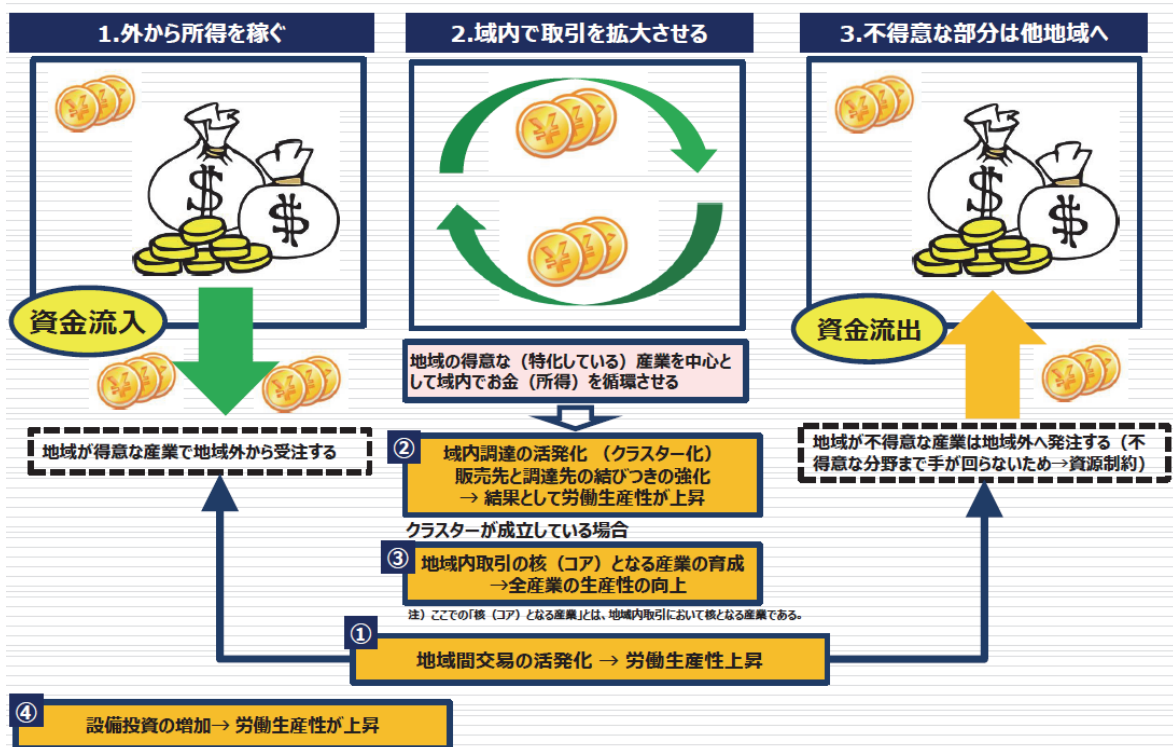 1.外から所得を稼ぐ
2.域内で取引を拡大させる
3.不得意な部分は他地域へ
資金流入
資金流出
地域の得意な（特化している）産業を中心と
して域内でお金（所得）を循環させる
地域が得意な産業で地域外から受注する
地域が不得意な産業は地域外へ発注する（不
得意な分野まで手が回らないため→資源制約）
②
域内調達の活発化 （クラスター化）
販売先と調達先の結びつきの強化
→ 結果として労働生産性が上昇
クラスターが成立している場合
③
地域内取引の核（コア）となる産業の育成
→全産業の生産性の向上
注）ここでの「核（コア）となる産業」とは、地域内取引において核となる産業である。
①
地域間交易の活発化 → 労働生産性上昇
④
設備投資の増加→ 労働生産性が上昇
$
$
¥
¥
$
$
¥
¥
¥
¥
¥